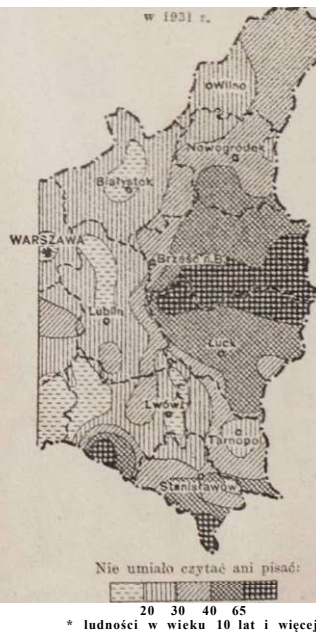 w 1931 r.
Wilno
Nowogródek
Białystok
WARSZAWA
Brześć n.B.
Lublin
Łuck
Lwów
Tarnopol
Stanisławów
Nie umiało czytać ani pisać:
20 30 40 65
* ludności w wieku 10 lat i więcej